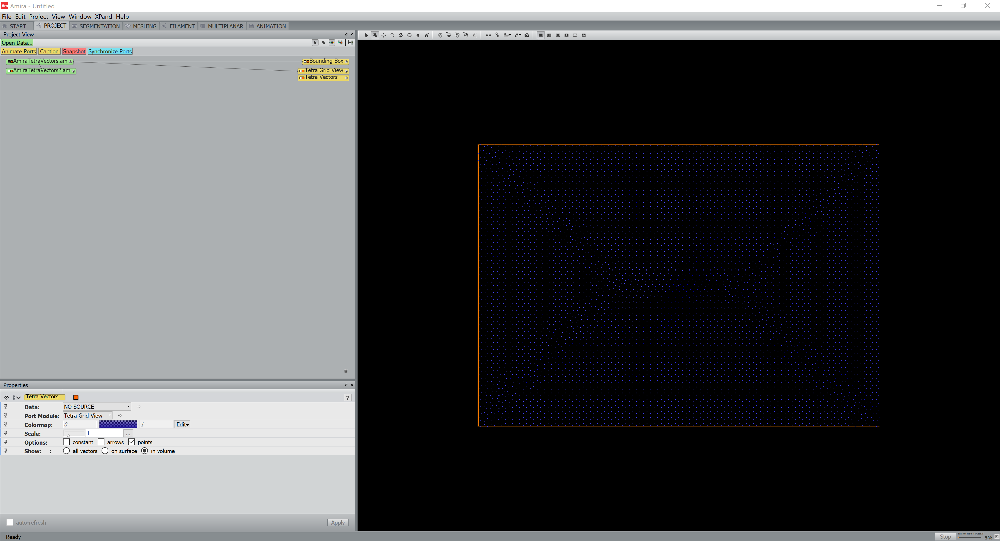 Am Amira - Untitled
File Edit Project View Window XPand Help
START PROJECT SEGMENTATION MESHING FILAMENT MULTIPLANAR ANIMATION
Project View
Open Data...
Animate Ports Caption Snapshot Synchronize Ports
AmiraTetraVectors.am Bounding Box
AmiraTetraVectors2.am Tetra Grid View
Tetra Vectors
Properties
Tetra Vectors ?
Data: NO SOURCE
Port Module: Tetra Grid View
Colormap: 0 1 Edit
Scale: 1 ...
Options: constant arrows points
Show: : all vectors on surface in volume
auto-refresh Apply
Ready Stop MEMORY USAGE 5%